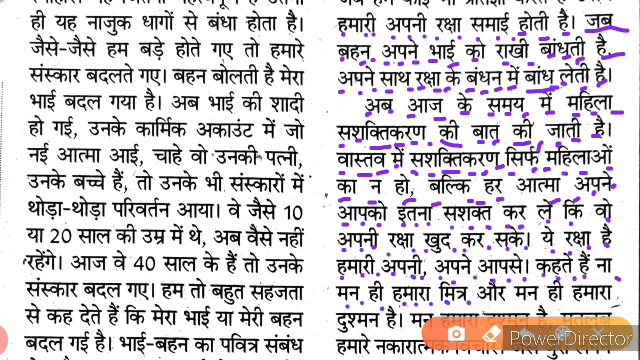 ही यह नाजुक धागों से बंधा होता है।
जैसे-जैसे हम बड़े होते गए तो हमारे
संस्कार बदलते गए। बहन बोलती है मेरा
भाई बदल गया है। अब भाई की शादी
हो गई, उनके कार्मिक अकाउंट में जो
नई आत्मा आई, चाहे वो उनकी पत्नी,
उनके बच्चे हैं, तो उनके भी संस्कारों में
थोड़ा-थोड़ा परिवर्तन आया। वे जैसे 10
या 20 साल की उम्र में थे, अब वैसे नहीं
रहेंगे। आज वे 40 साल के हैं तो उनके
संस्कार बदल गए। हम तो बहुत सहजता
से कह देते हैं कि मेरा भाई या मेरी बहन
बदल गई है। भाई-बहन का पवित्र संबंध
हमारी अपनी रक्षा समाई होती है। जब
बहन अपने भाई को राखी बांधती है,
अपने साथ रक्षा के बंधन में बांध लेती है।
अब आज के समय में महिला
सशक्तिकरण की बात की जाती है।
वास्तव में सशक्तिकरण सिर्फ महिलाओं
का न हो, बल्कि हर आत्मा अपने
आपको इतना सशक्त कर ले कि वो
अपनी रक्षा खुद कर सके। ये रक्षा है
हमारी अपनी, अपने आपसे। कहते हैं ना
मन ही हमारा मित्र और मन ही हमारा
दुश्मन है। मन हमारा
हमारे
PowerDirector